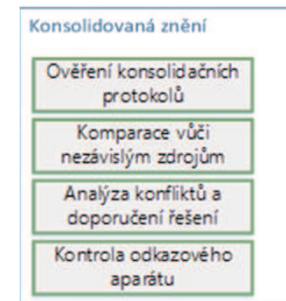 Konsolidovaná znění
Ověření konsolidačních
protokolů
Komparace vůči
nezávislým zdrojům
Analýza konfliktů a
doporučení řešení
Kontrola odkazového
aparátu